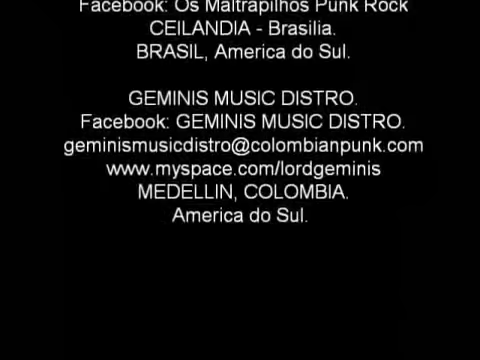 Facebook: Os Maltrapilhos Punk Rock
CEILANDIA - Brasilia.
BRASIL, America do Sul.
GEMINIS MUSIC DISTRO.
Facebook: GEMINIS MUSIC DISTRO.
geminismusicdistro@colombianpunk.com
www.myspace.com/lordgeminis
MEDELLIN, COLOMBIA.
America do Sul.